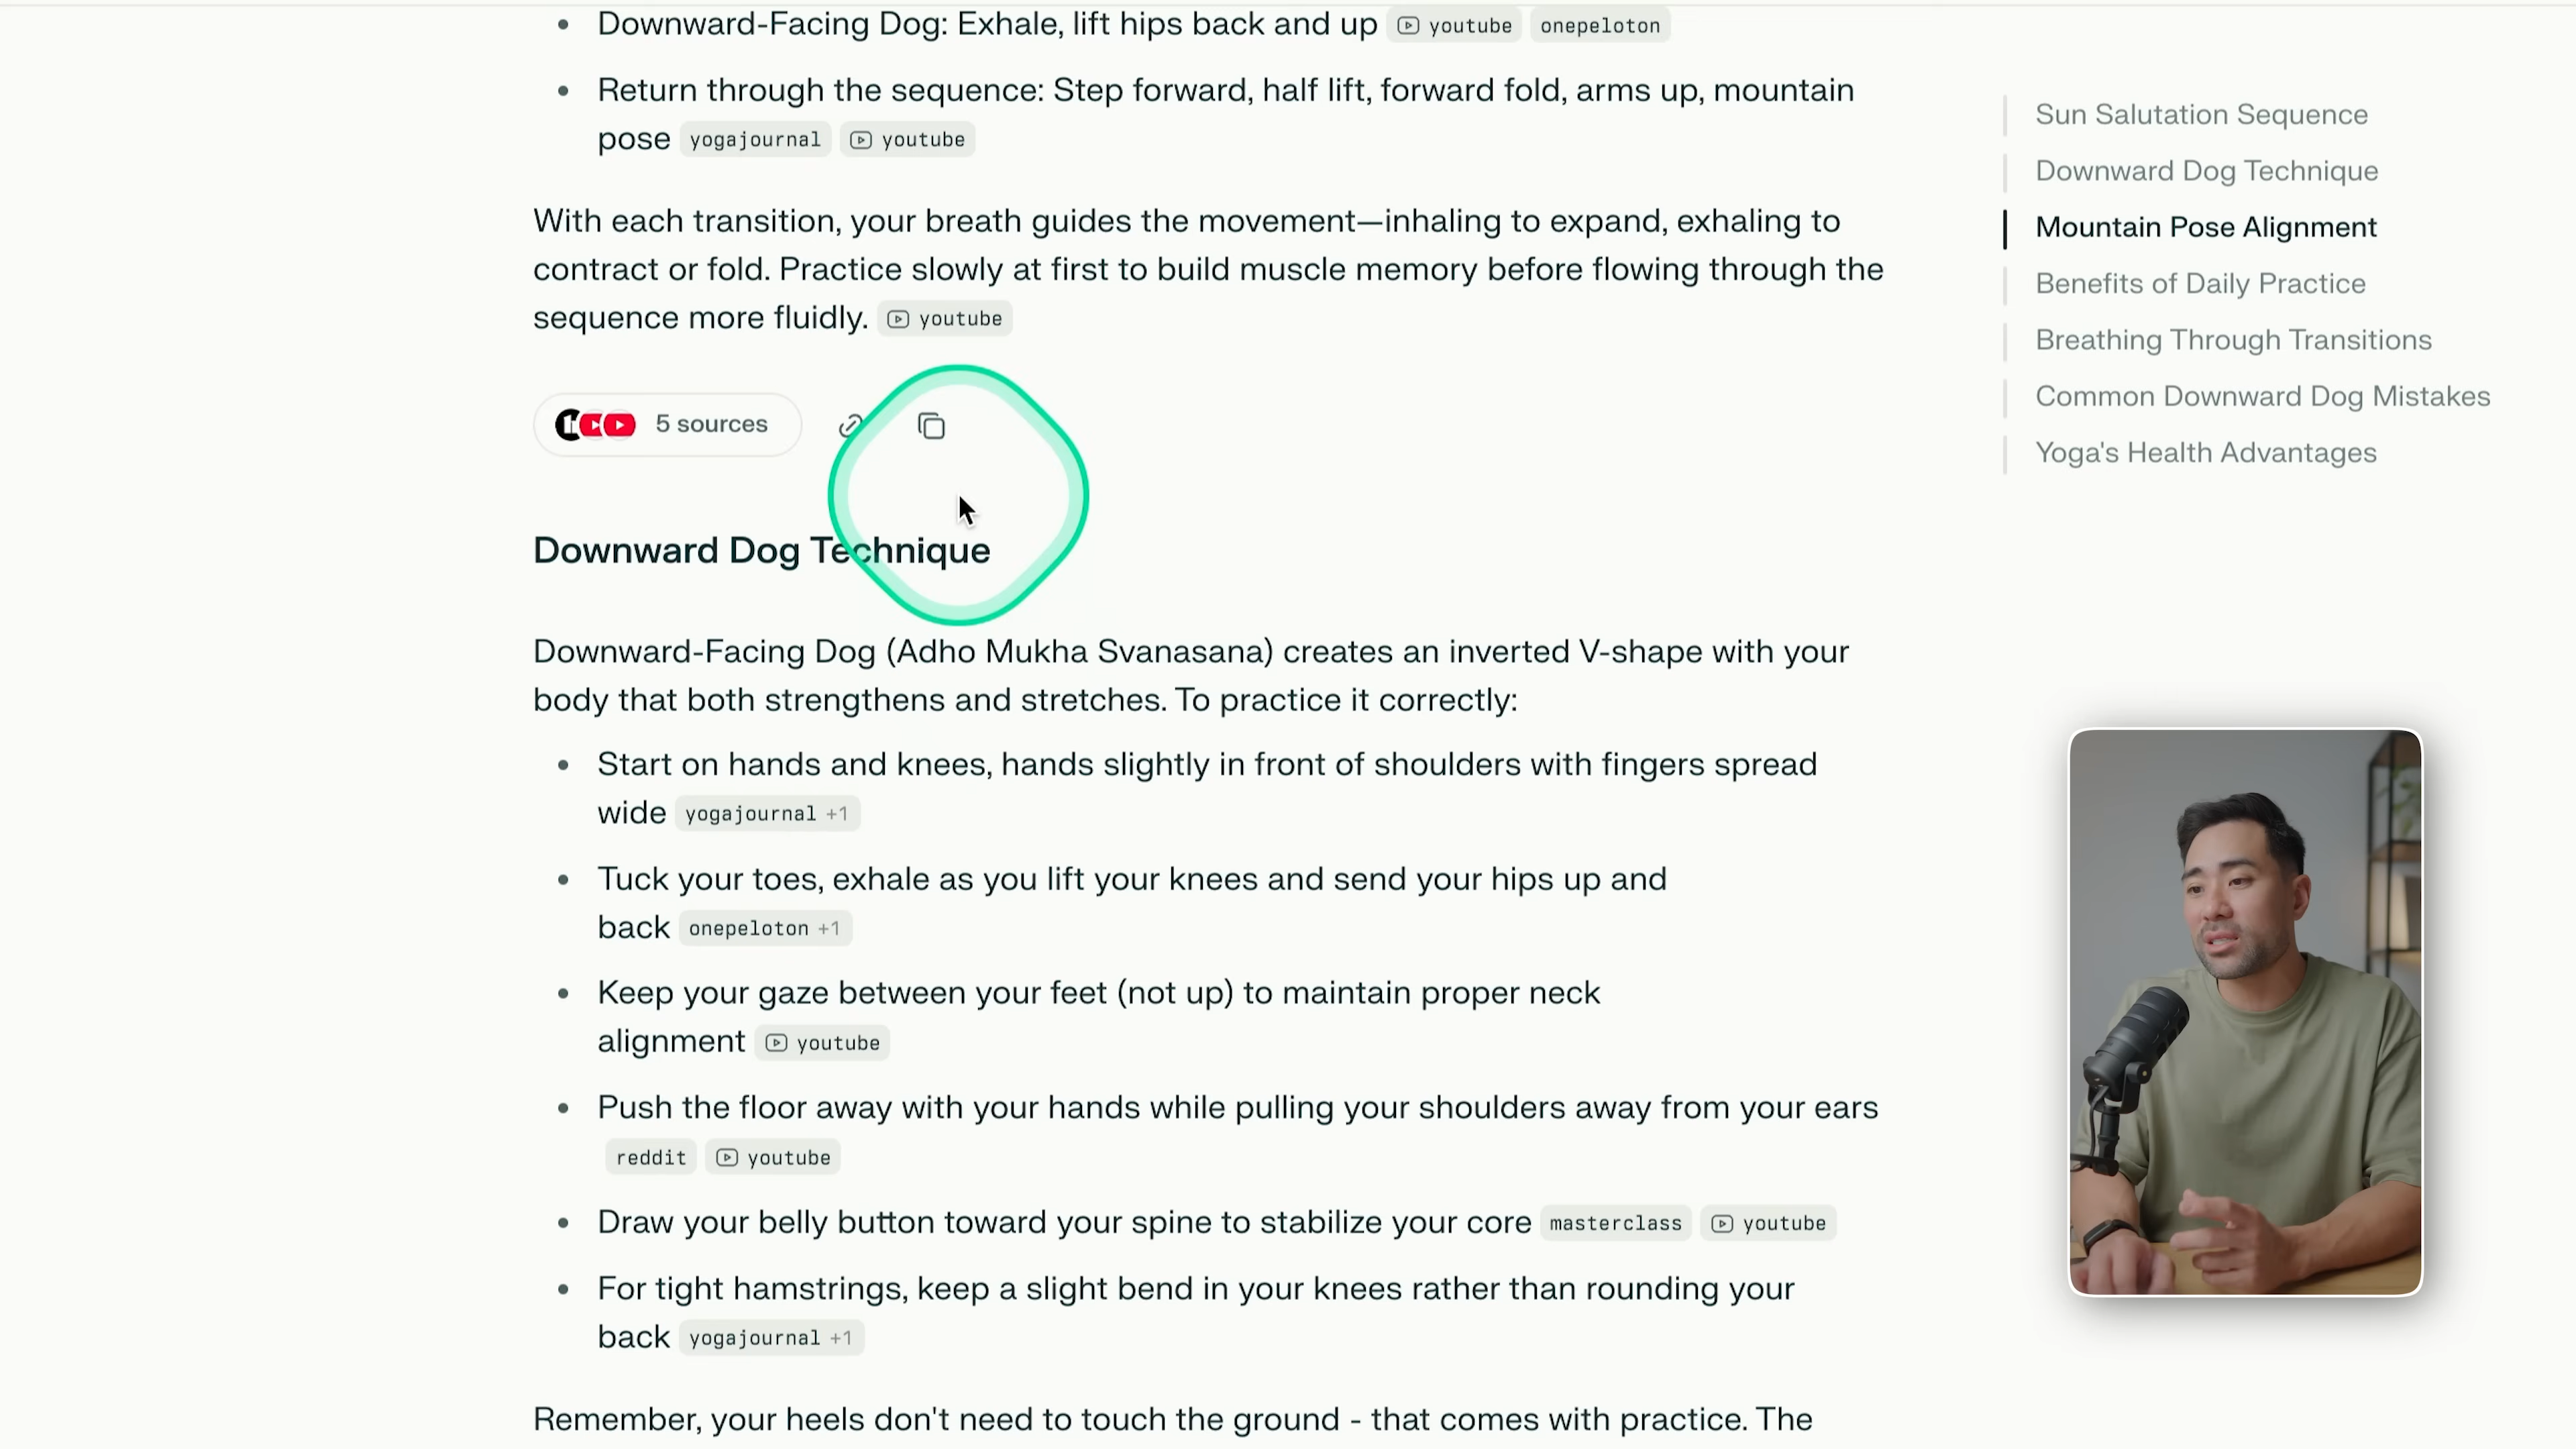 Downward-Facing Dog: Exhale, lift hips back and up youtube onepeloton
Return through the sequence: Step forward, half lift, forward fold, arms up, mountain
pose yogajournal youtube
With each transition, your breath guides the movement—inhaling to expand, exhaling to
contract or fold. Practice slowly at first to build muscle memory before flowing through the
sequence more fluidly. youtube
5 sources
Downward Dog Technique
Downward-Facing Dog (Adho Mukha Svanasana) creates an inverted V-shape with your
body that both strengthens and stretches. To practice it correctly:
Start on hands and knees, hands slightly in front of shoulders with fingers spread
wide yogajournal +1
Tuck your toes, exhale as you lift your knees and send your hips up and
back onepeloton +1
Keep your gaze between your feet (not up) to maintain proper neck
alignment youtube
Push the floor away with your hands while pulling your shoulders away from your ears
reddit youtube
Draw your belly button toward your spine to stabilize your core masterclass youtube
For tight hamstrings, keep a slight bend in your knees rather than rounding your
back yogajournal +1
Remember, your heels don't need to touch the ground - that comes with practice. The
Sun Salutation Sequence
Downward Dog Technique
Mountain Pose Alignment
Benefits of Daily Practice
Breathing Through Transitions
Common Downward Dog Mistakes
Yoga's Health Advantages